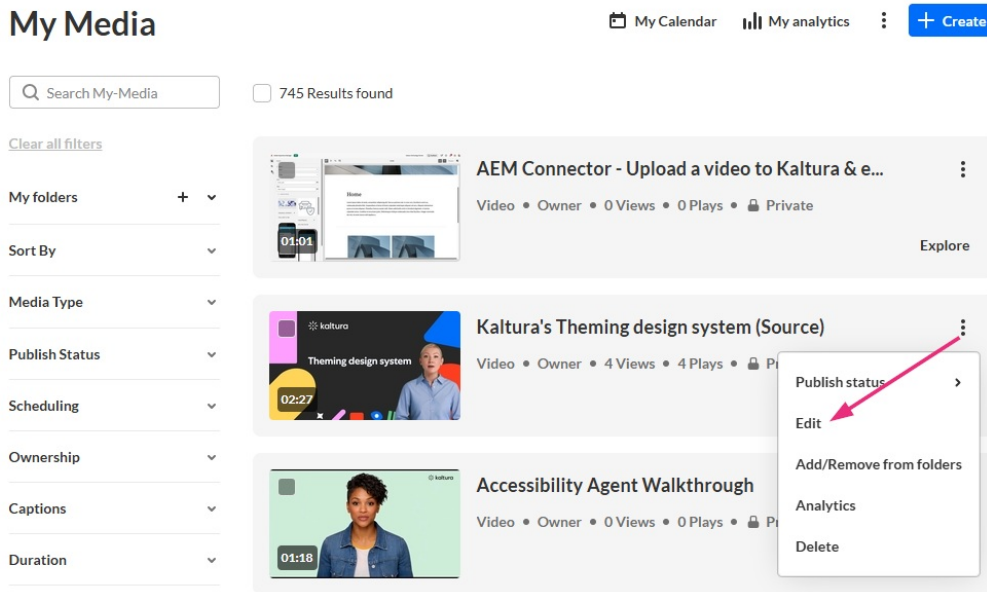 My Media
My Calendar
My analytics
+ Create
Search My-Media
745 Results found
Clear all filters
My folders
Sort By
Media Type
Publish Status
Scheduling
Ownership
Captions
Duration
Home
01:01
AEM Connector - Upload a video to Kaltura & e...
Video • Owner • 0 Views • 0 Plays • Private
Explore
kaltura
Theming design system
02:27
Kaltura's Theming design system (Source)
Video • Owner • 4 Views • 4 Plays • P
Publish status
Edit
Add/Remove from folders
Analytics
Delete
kaltura
01:18
Accessibility Agent Walkthrough
Video • Owner • 0 Views • 0 Plays • P